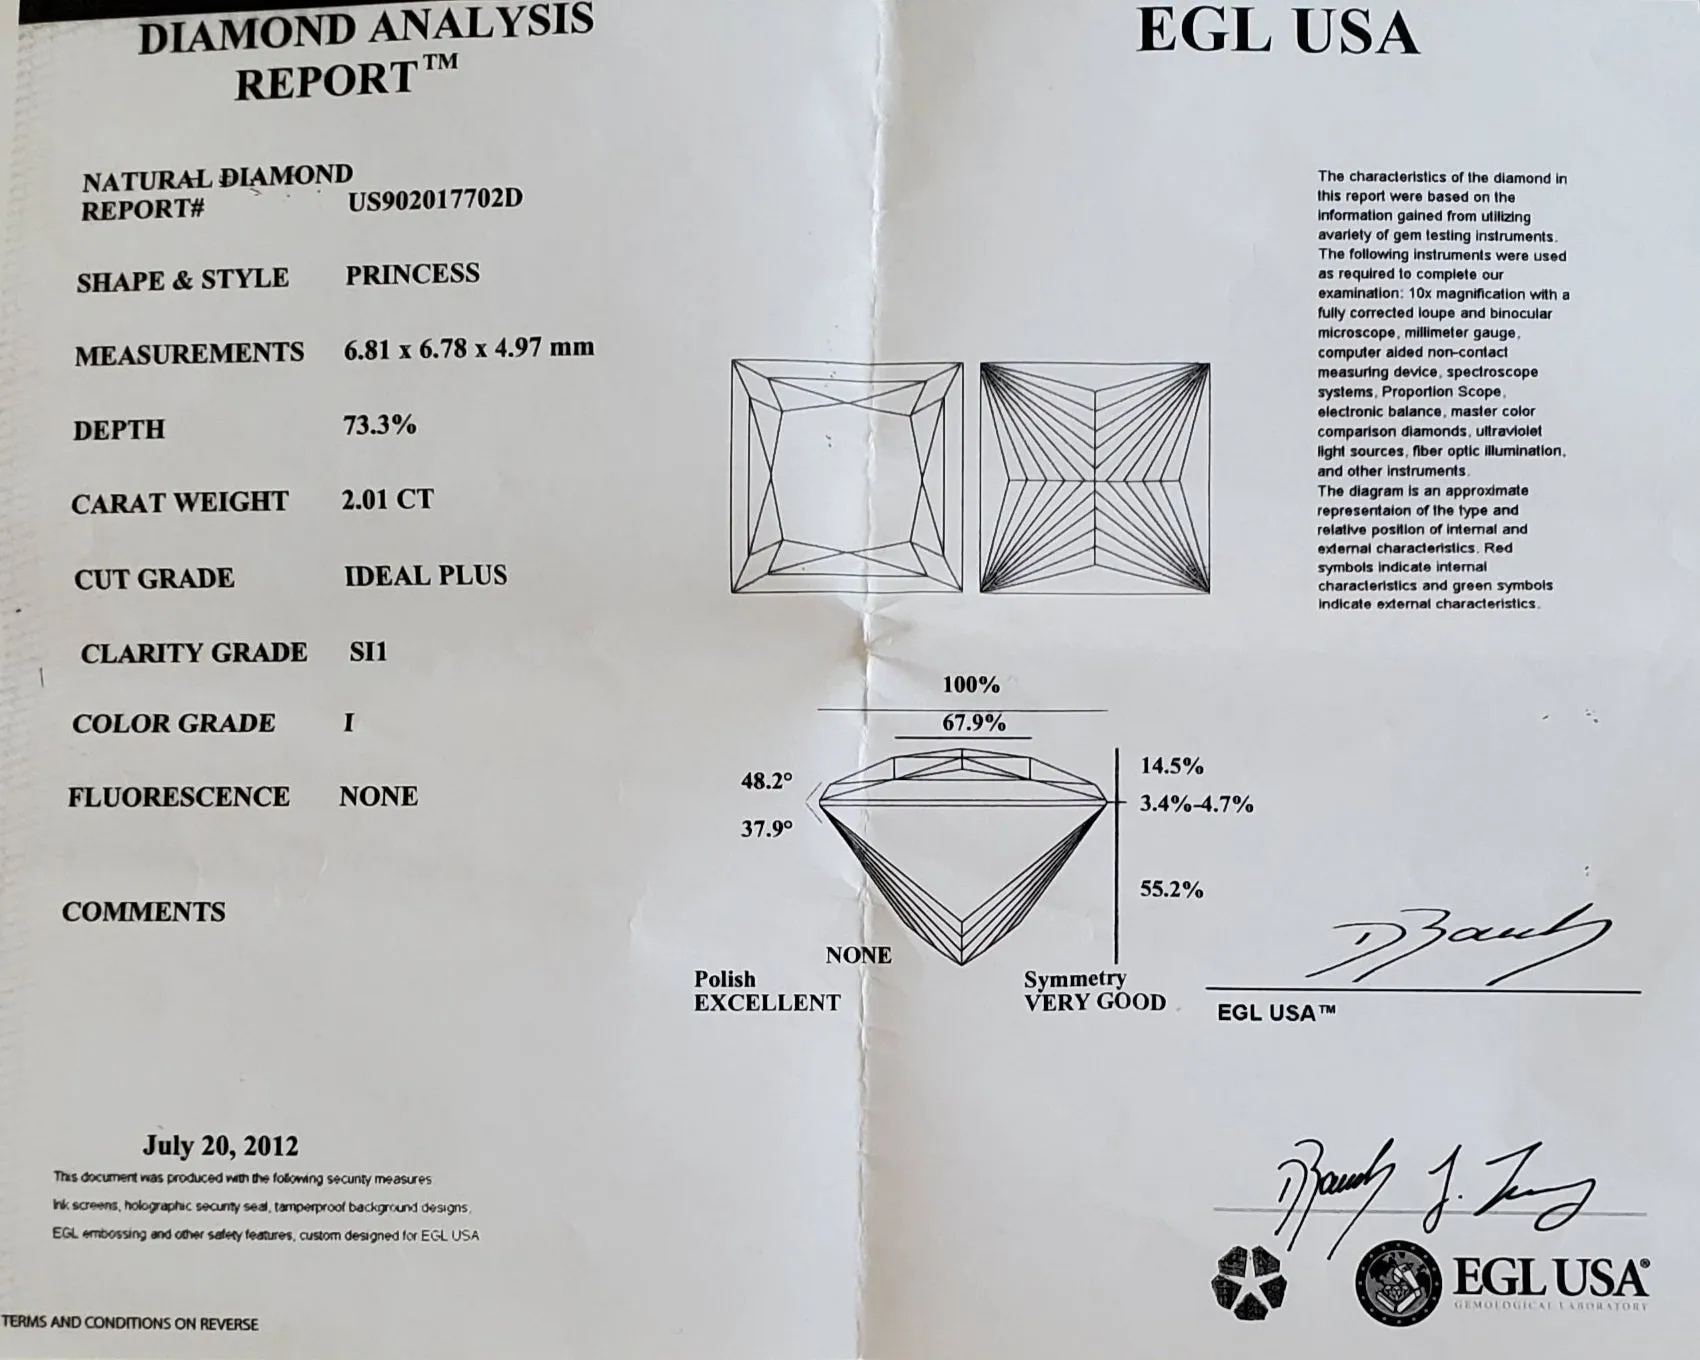 DIAMOND ANALYSIS
REPORT™
NATURAL DIAMOND
REPORT# US902017702D
SHAPE & STYLE PRINCESS
MEASUREMENTS 6.81 x 6.78 x 4.97 mm
DEPTH 73.3%
CARAT WEIGHT 2.01 CT
CUT GRADE IDEAL PLUS
CLARITY GRADE SI1
COLOR GRADE I
FLUORESCENCE NONE
COMMENTS
July 20, 2012
This document was produced with the following security measures
Ink screens, holographic security seal, tamperproof background designs,
EGL embossing and other safety features, custom designed for EGL USA
TERMS AND CONDITIONS ON REVERSE
100%
67.9%
48.2°
37.9°
14.5%
3.4%-4.7%
55.2%
NONE
Polish
EXCELLENT
Symmetry
VERY GOOD
EGL USA
The characteristics of the diamond in
this report were based on the
information gained from utilizing
avariety of gem testing instruments.
The following instruments were used
as required to complete our
examination: 10x magnification with a
fully corrected loupe and binocular
microscope, millimeter gauge,
computer aided non-contact
measuring device, spectroscope
systems, Proportion Scope,
electronic balance, master color
comparison diamonds, ultraviolet
light sources, fiber optic illumination,
and other instruments.
The diagram is an approximate
representaion of the type and
relative position of internal and
external characteristics. Red
symbols indicate internal
characteristics and green symbols
indicate external characteristics.
EGL USA™
EGL USA®
GEMOLOGICAL LABORATORY